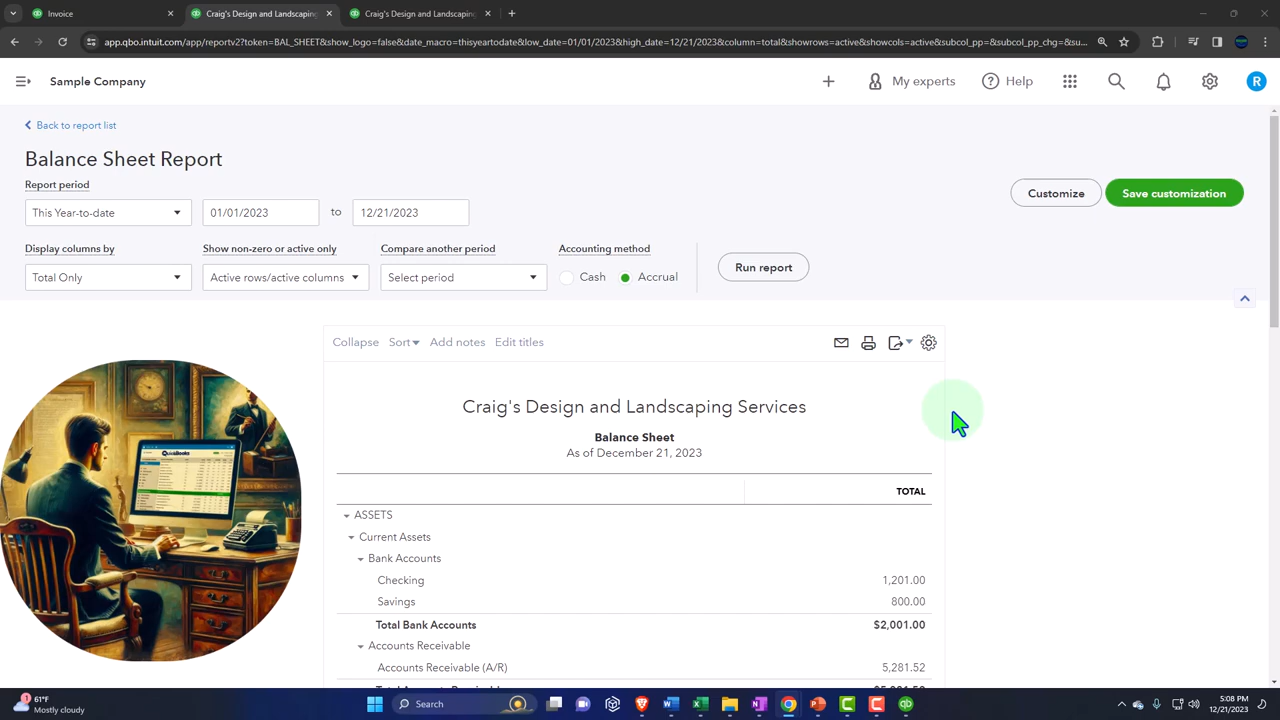 Invoice
Craig's Design and Landscaping
Craig's Design and Landscaping
app.qbo.intuit.com/app/report2?token=BAL_SHEET&show_logo=false&date_macro=thisyeartodate&low_date=01/01/2023&high_date=12/21/2023&column=total&showrows=active&showcols=active&subcol_pp=&subcol_pp_chg=&su...
Sample Company
My experts
Help
R
Back to report list
Balance Sheet Report
Report period
Customize
Save customization
This Year-to-date
01/01/2023
to
12/21/2023
Display columns by
Show non-zero or active only
Compare another period
Accounting method
Total Only
Active rows/active columns
Select period
Cash
Accrual
Run report
Collapse
Sort
Add notes
Edit titles
Craig's Design and Landscaping Services
Balance Sheet
As of December 21, 2023
TOTAL
ASSETS
Current Assets
Bank Accounts
Checking 1,201.00
Savings 800.00
Total Bank Accounts $2,001.00
Accounts Receivable
Accounts Receivable (A/R) 5,281.52
QuickBooks
1
61°F
Mostly cloudy
Search
5:08 PM
12/21/2023